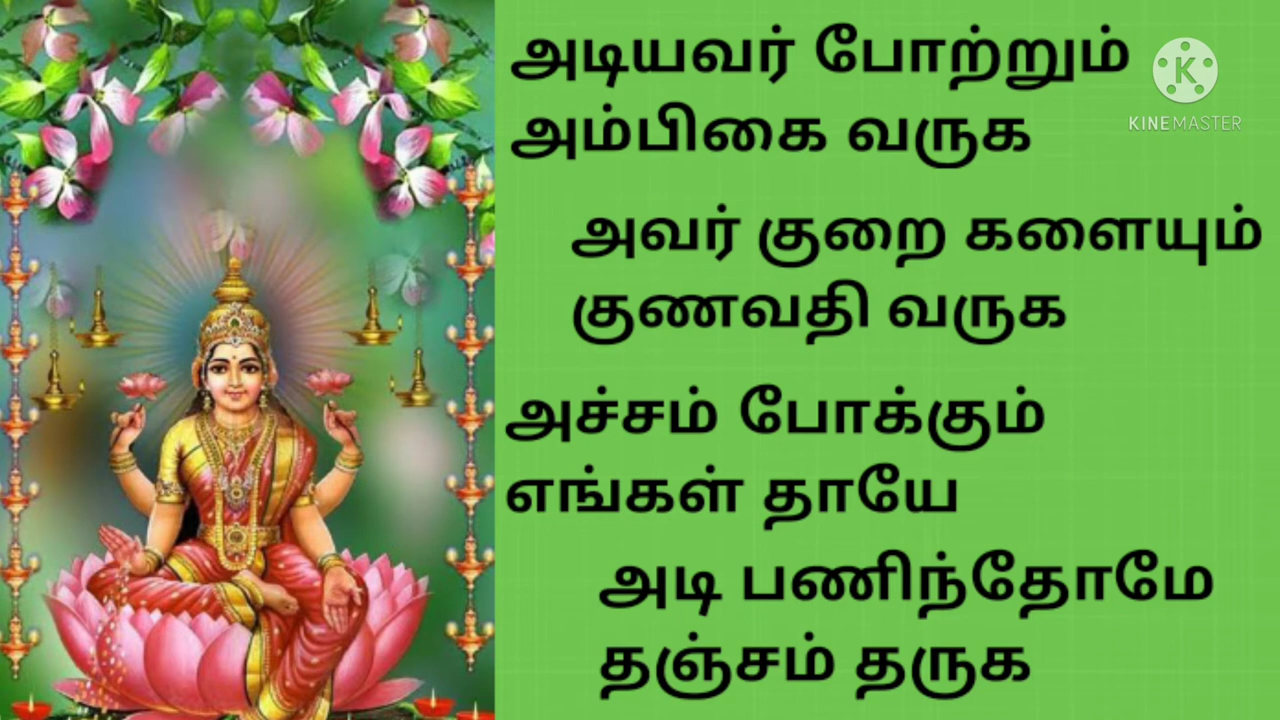 அடியவர் போற்றும்
அம்பிகை வருக
அவர் குறை களையும்
குணவதி வருக
அச்சம் போக்கும்
எங்கள் தாயே
அடி பணிந்தோமே
தஞ்சம் தருக
K
KINEMASTER